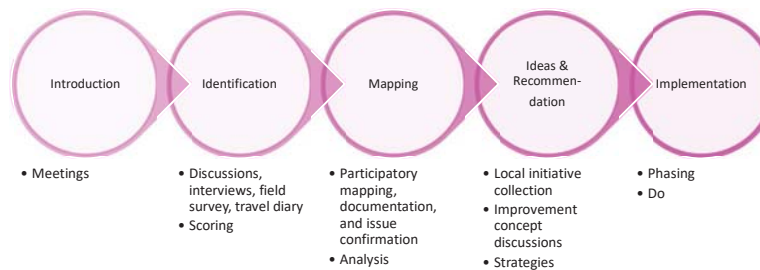 Introduction
Identification
Mapping
Ideas &
Recommen-
dation
Implementation
• Meetings
• Discussions,
interviews, field
survey, travel diary
• Scoring
• Participatory
mapping,
documentation,
and issue
confirmation
• Analysis
• Local initiative
collection
• Improvement
concept
discussions
• Strategies
• Phasing
• Do